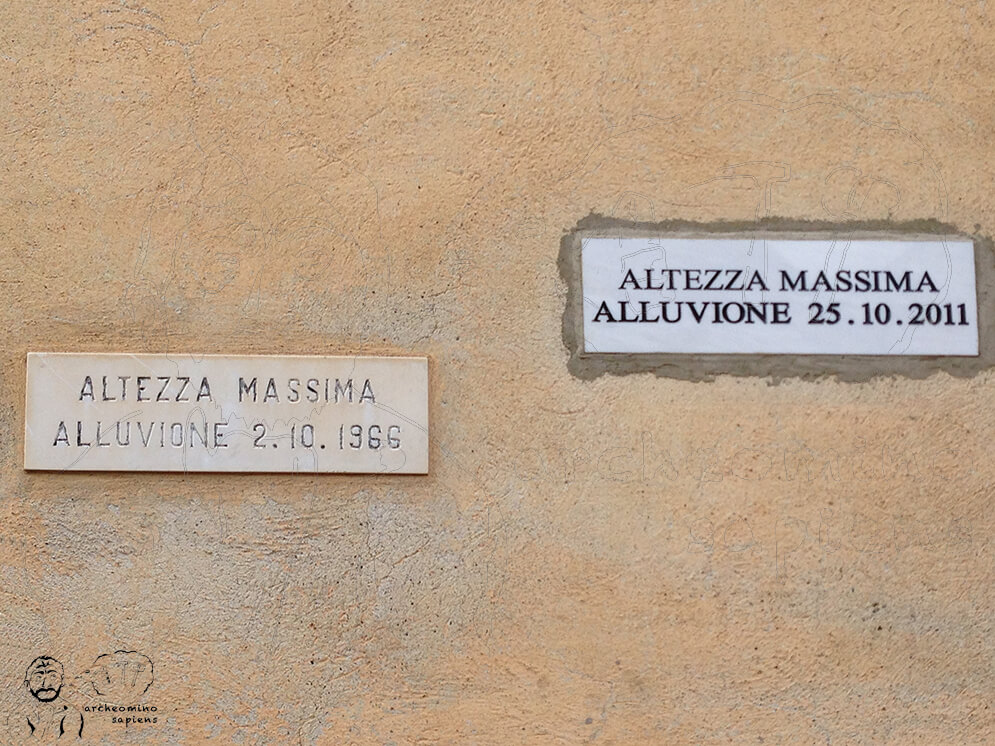 ALTEZZA MASSIMA
ALLUVIONE 25.10.2011
ALTEZZA MASSIMA
ALLUVIONE 2.10.1966
archeomino
sapiens